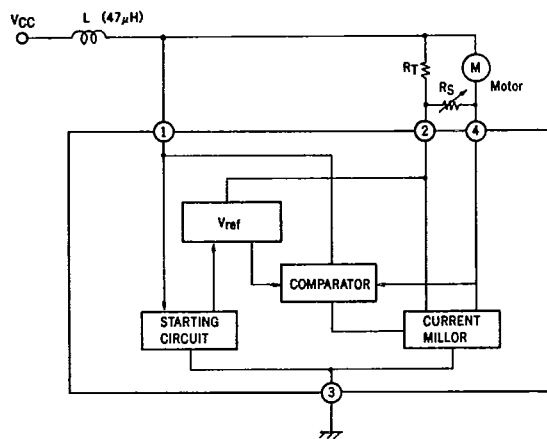 VCC
L (47μH)
RT
M
RS
Motor
1
2
4
Vref
COMPARATOR
STARTING
CIRCUIT
CURRENT
MILLOR
3